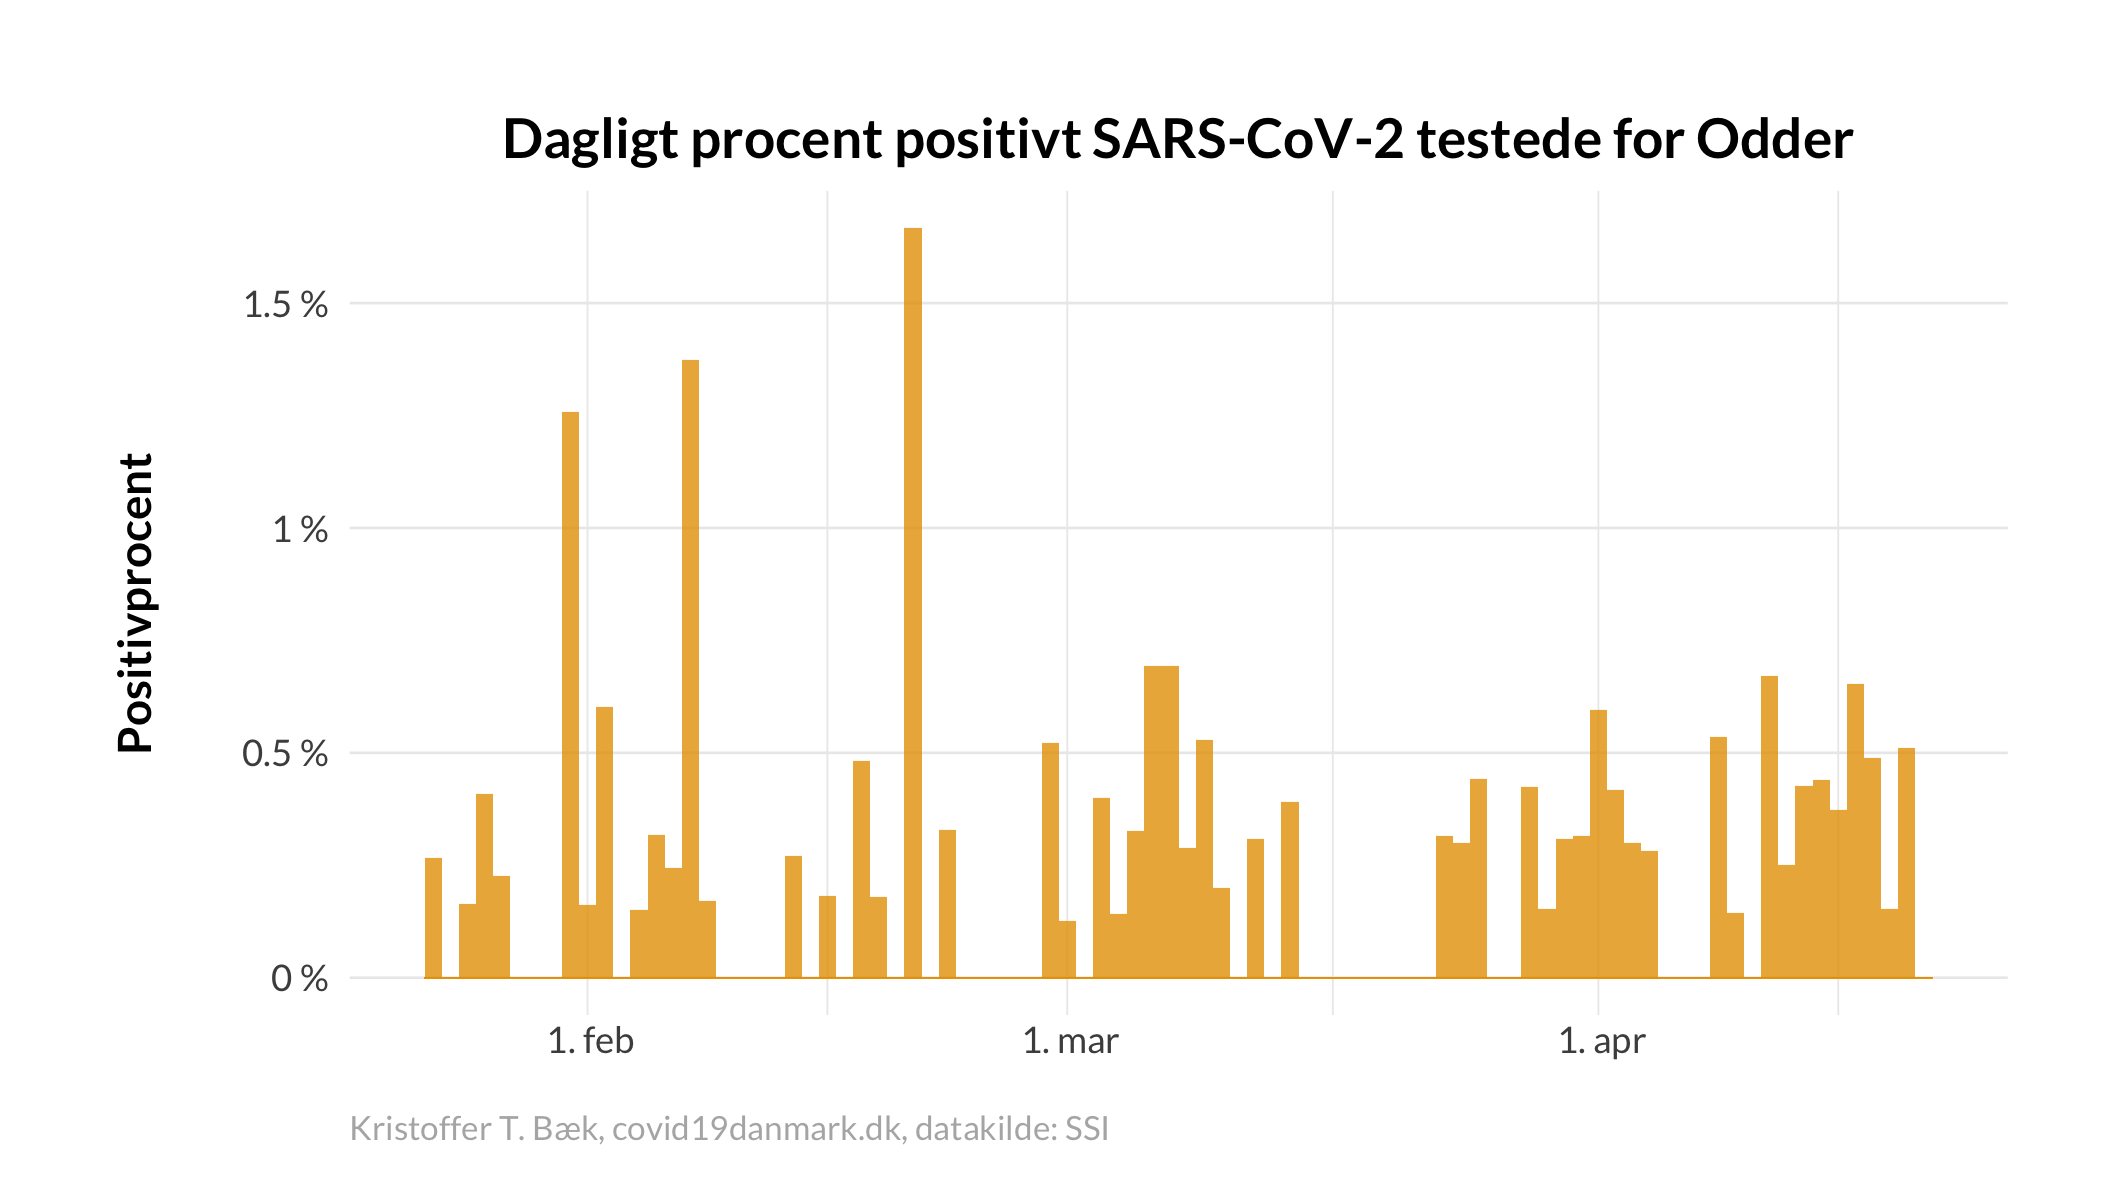 Dagligt procent positivt SARS-CoV-2 testede for Odder
Positivprocent
1.5 %
1 %
0.5 %
0 %
1. feb
1. mar
1. apr
Kristoffer T. Bæk, covid19danmark.dk, datakilde: SSI